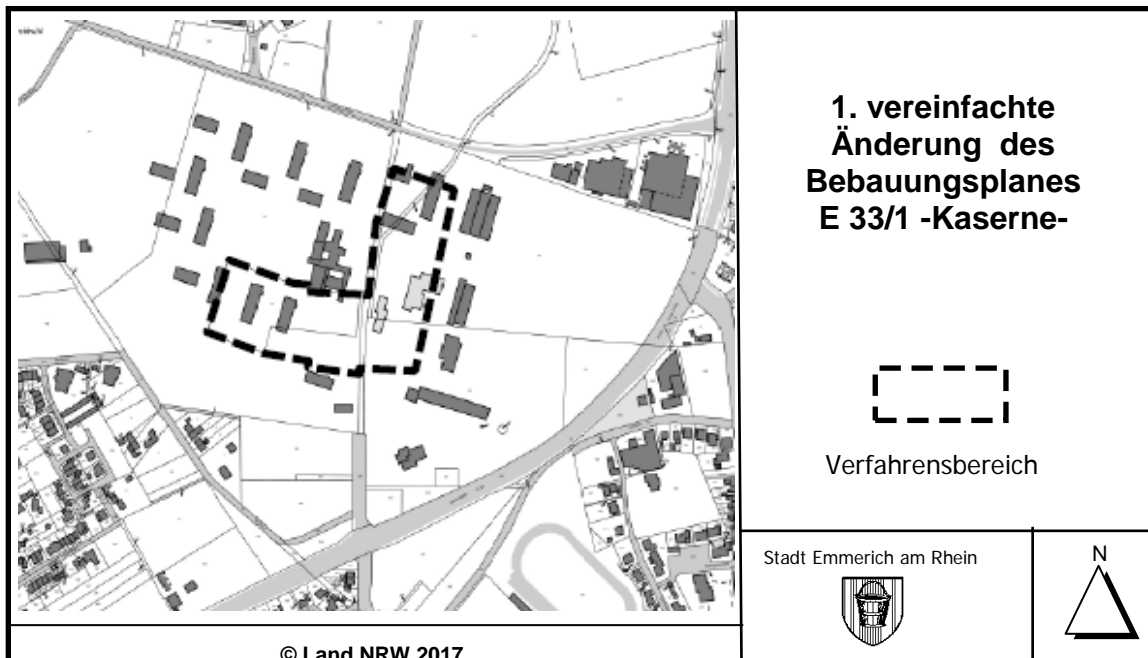 1. vereinfachte
Änderung des
Bebauungsplanes
E 33/1 -Kaserne-
Verfahrensbereich
Stadt Emmerich am Rhein
N
© Land NRW 2017